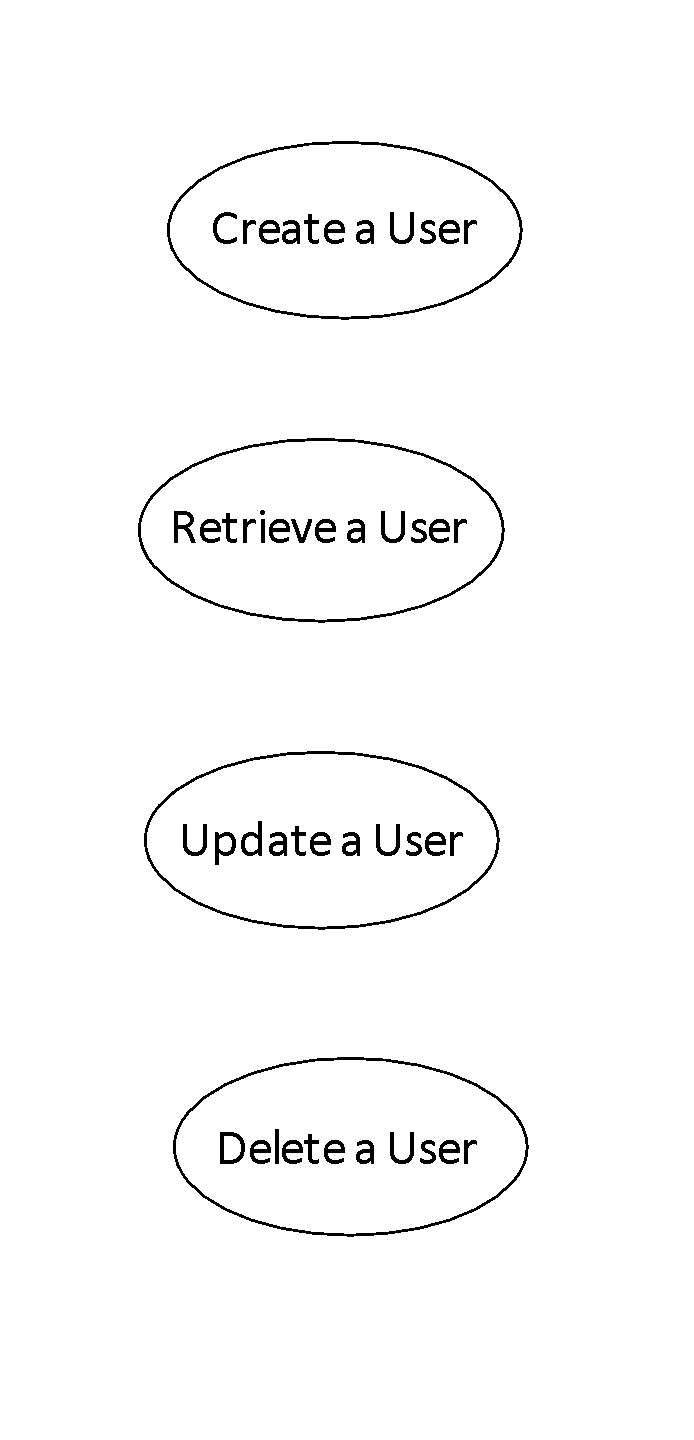 Create a User
Retrieve a User
Update a User
Delete a User